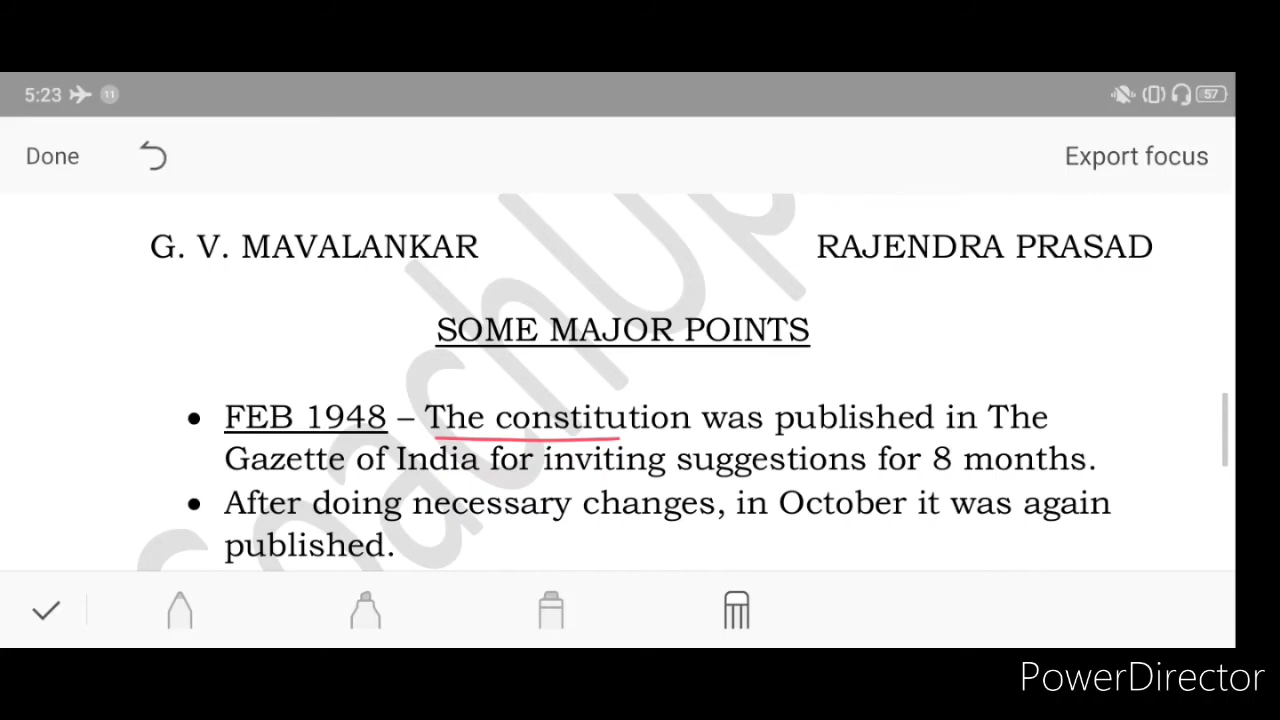 5:23 11 57
Done Export focus
G. V. MAVALANKAR RAJENDRA PRASAD
SOME MAJOR POINTS
• FEB 1948 – The constitution was published in The
Gazette of India for inviting suggestions for 8 months.
• After doing necessary changes, in October it was again
published.
PowerDirector